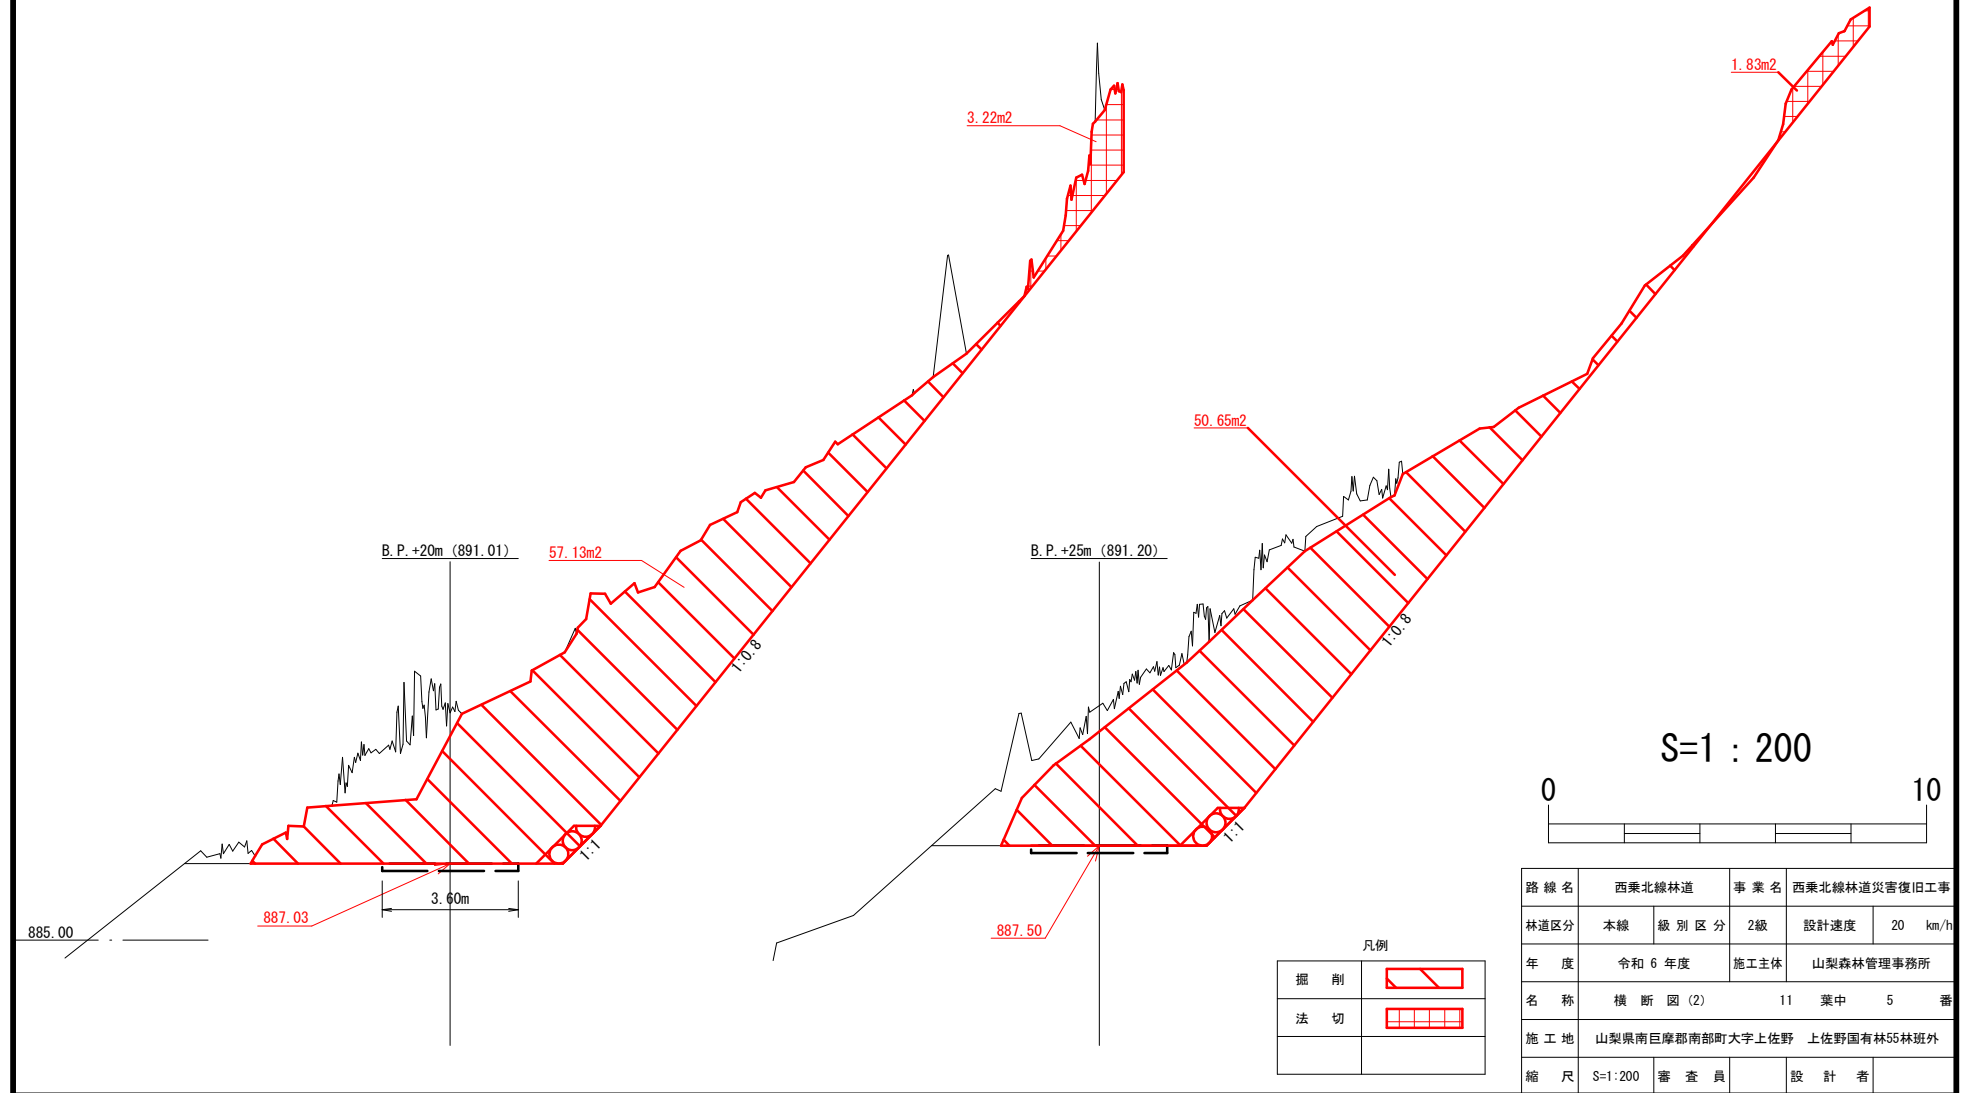 1.83m2
3.22m2
50.65m2
B.P.+20m (891.01)
57.13m2
B.P.+25m (891.20)
1:0.8
1:0.8
S=1 : 200
0 10
1:1
1:1
3.60m
887.03
887.50
885.00
凡例
掘 削
法 切
路 線 名 西乗北線林道 事 業 名 西乗北線林道災害復旧工事
林道区分 本線 級 別 区 分 2級 設計速度 20 km/h
年 度 令和 6 年度 施工主体 山梨森林管理事務所
名 称 横 断 図 (2) 11 葉中 5 番
施 工 地 山梨県南巨摩郡南部町大字上佐野 上佐野国有林55林班外
縮 尺 S=1:200 審 査 員 設 計 者